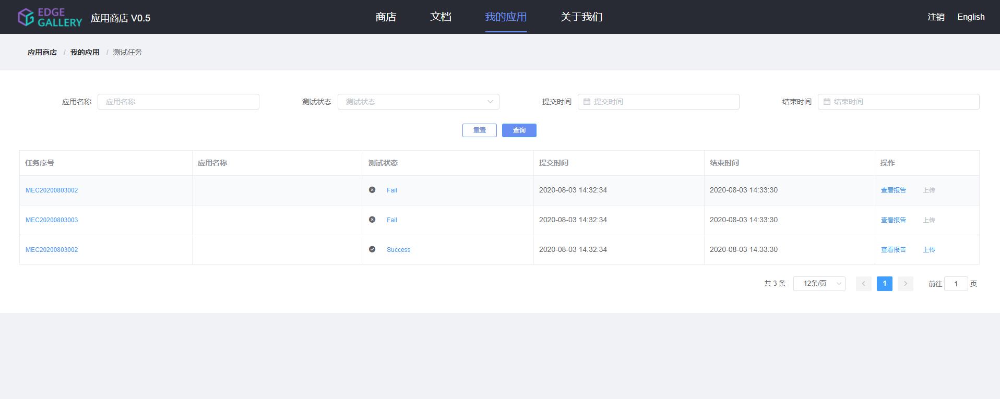 EDGE GALLERY 应用商店 V0.5 商店 文档 我的应用 关于我们 注销 English
应用商店 / 我的应用 / 测试任务
应用名称 应用名称 测试状态 测试状态 提交时间 提交时间 结束时间 结束时间
重置 查询
任务序号 应用名称 测试状态 提交时间 结束时间 操作
MEC20200803002 Fail 2020-08-03 14:32:34 2020-08-03 14:33:30 查看报告 上传
MEC20200803003 Fail 2020-08-03 14:32:34 2020-08-03 14:33:30 查看报告 上传
MEC20200803002 Success 2020-08-03 14:32:34 2020-08-03 14:33:30 查看报告 上传
共 3 条 12条/页 1 前往 1 页